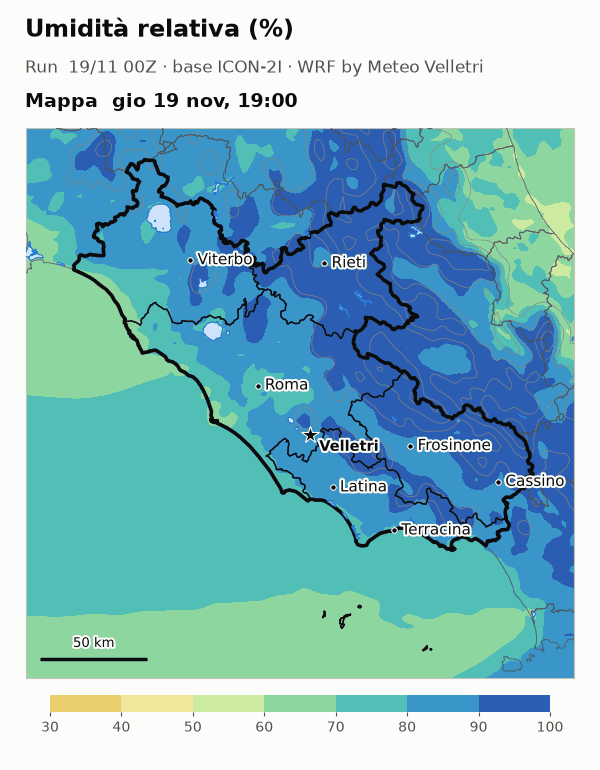 Umidità relativa (%)
Run  19/11 00Z · base ICON-2I · WRF by Meteo Velletri
Mappa  gio 19 nov, 19:00
Viterbo
Rieti
Roma
Velletri
Frosinone
Latina
Cassino
Terracina
50 km
30 40 50 60 70 80 90 100